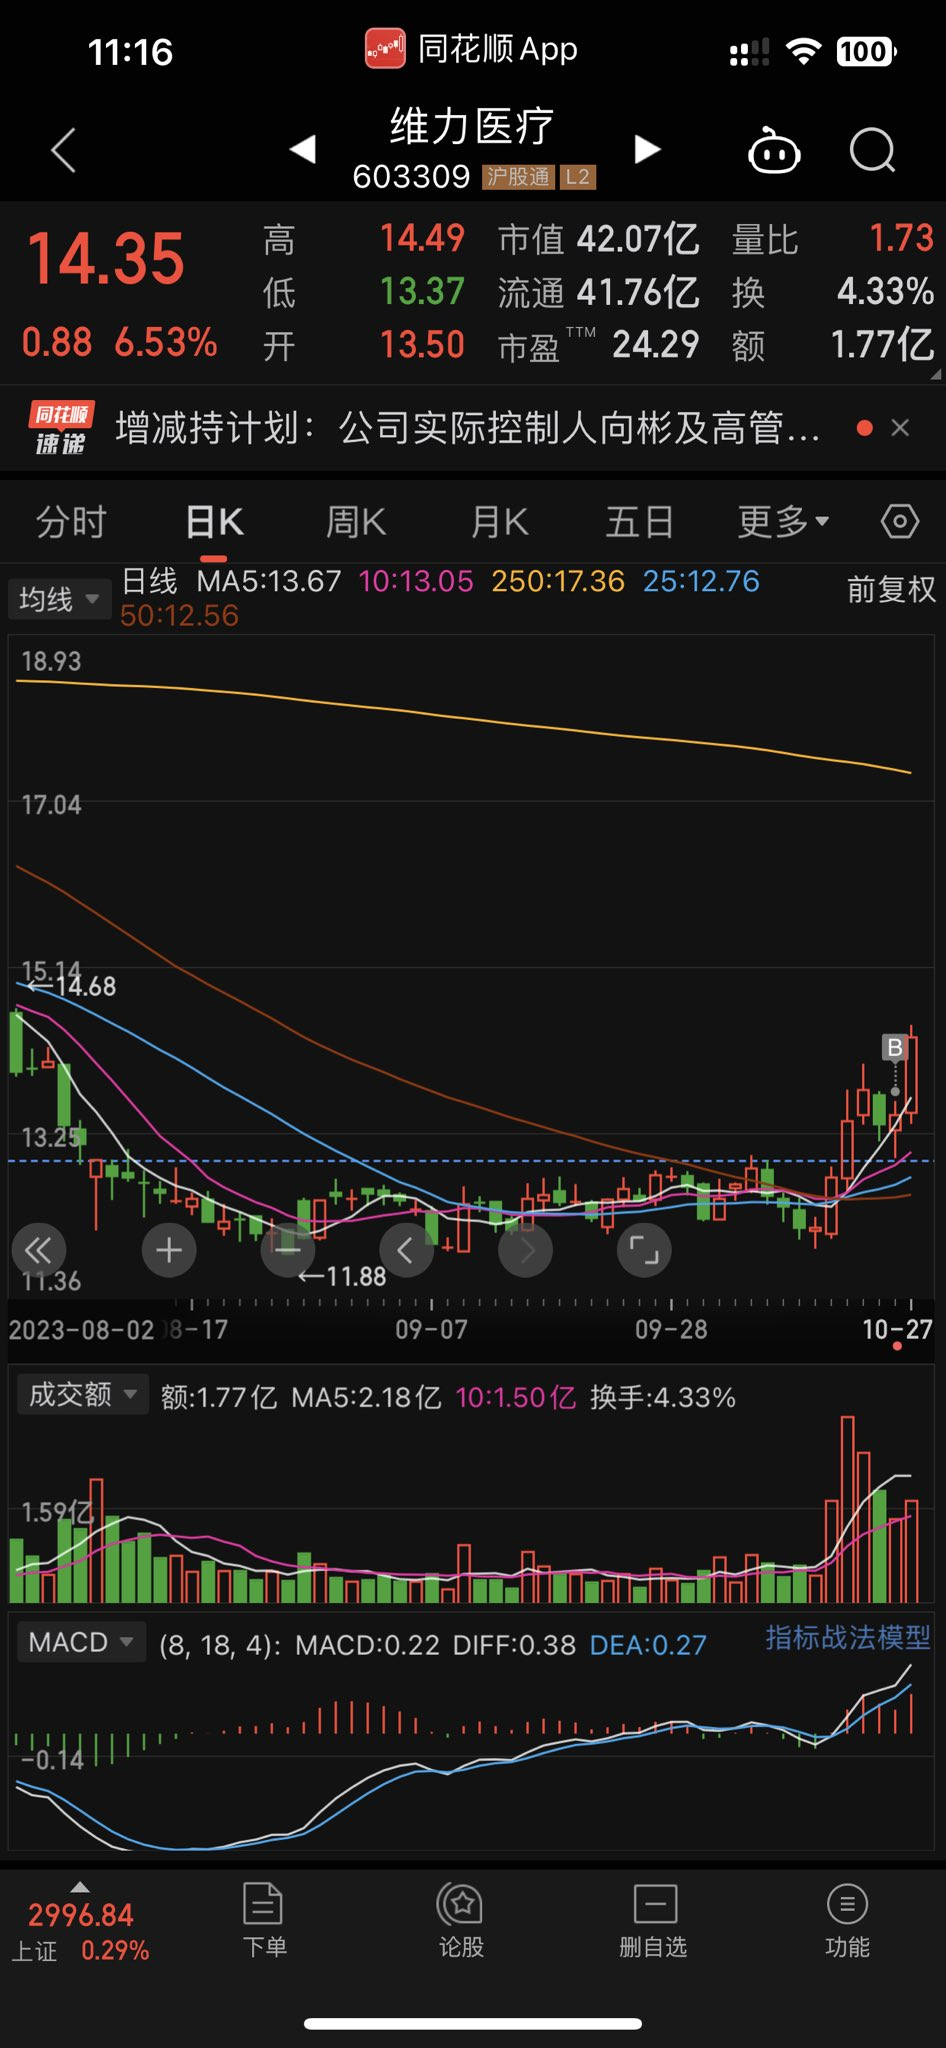 11:16 同花顺App 100
维力医疗
603309 沪股通 L2
14.35 高 14.49 市值 42.07亿 量比 1.73
低 13.37 流通 41.76亿 换 4.33%
0.88 6.53% 开 13.50 市盈TTM 24.29 额 1.77亿
同花顺 速递 增减持计划：公司实际控制人向彬及高管...
分时 日K 周K 月K 五日 更多
均线 日线 MA5:13.67 10:13.05 250:17.36 25:12.76 前复权
50:12.56
18.93
17.04
15.14
←14.68
B
13.25
←11.88
11.36
2023-08-02 8-17 09-07 09-28 10-27
成交额 额:1.77亿 MA5:2.18亿 10:1.50亿 换手:4.33%
1.59亿
MACD (8, 18, 4): MACD:0.22 DIFF:0.38 DEA:0.27 指标战法模型
-0.14
2996.84
上证 0.29% 下单 论股 删自选 功能